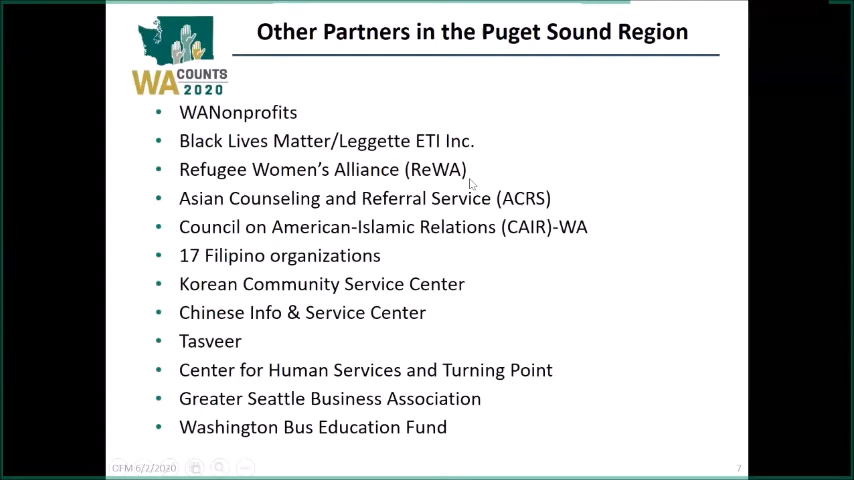 Other Partners in the Puget Sound Region
WA COUNTS
2020
• WANonprofits
• Black Lives Matter/Leggette ETI Inc.
• Refugee Women's Alliance (ReWA)
• Asian Counseling and Referral Service (ACRS)
• Council on American-Islamic Relations (CAIR)-WA
• 17 Filipino organizations
• Korean Community Service Center
• Chinese Info & Service Center
• Tasveer
• Center for Human Services and Turning Point
• Greater Seattle Business Association
• Washington Bus Education Fund
OFM 6/2/2020
7